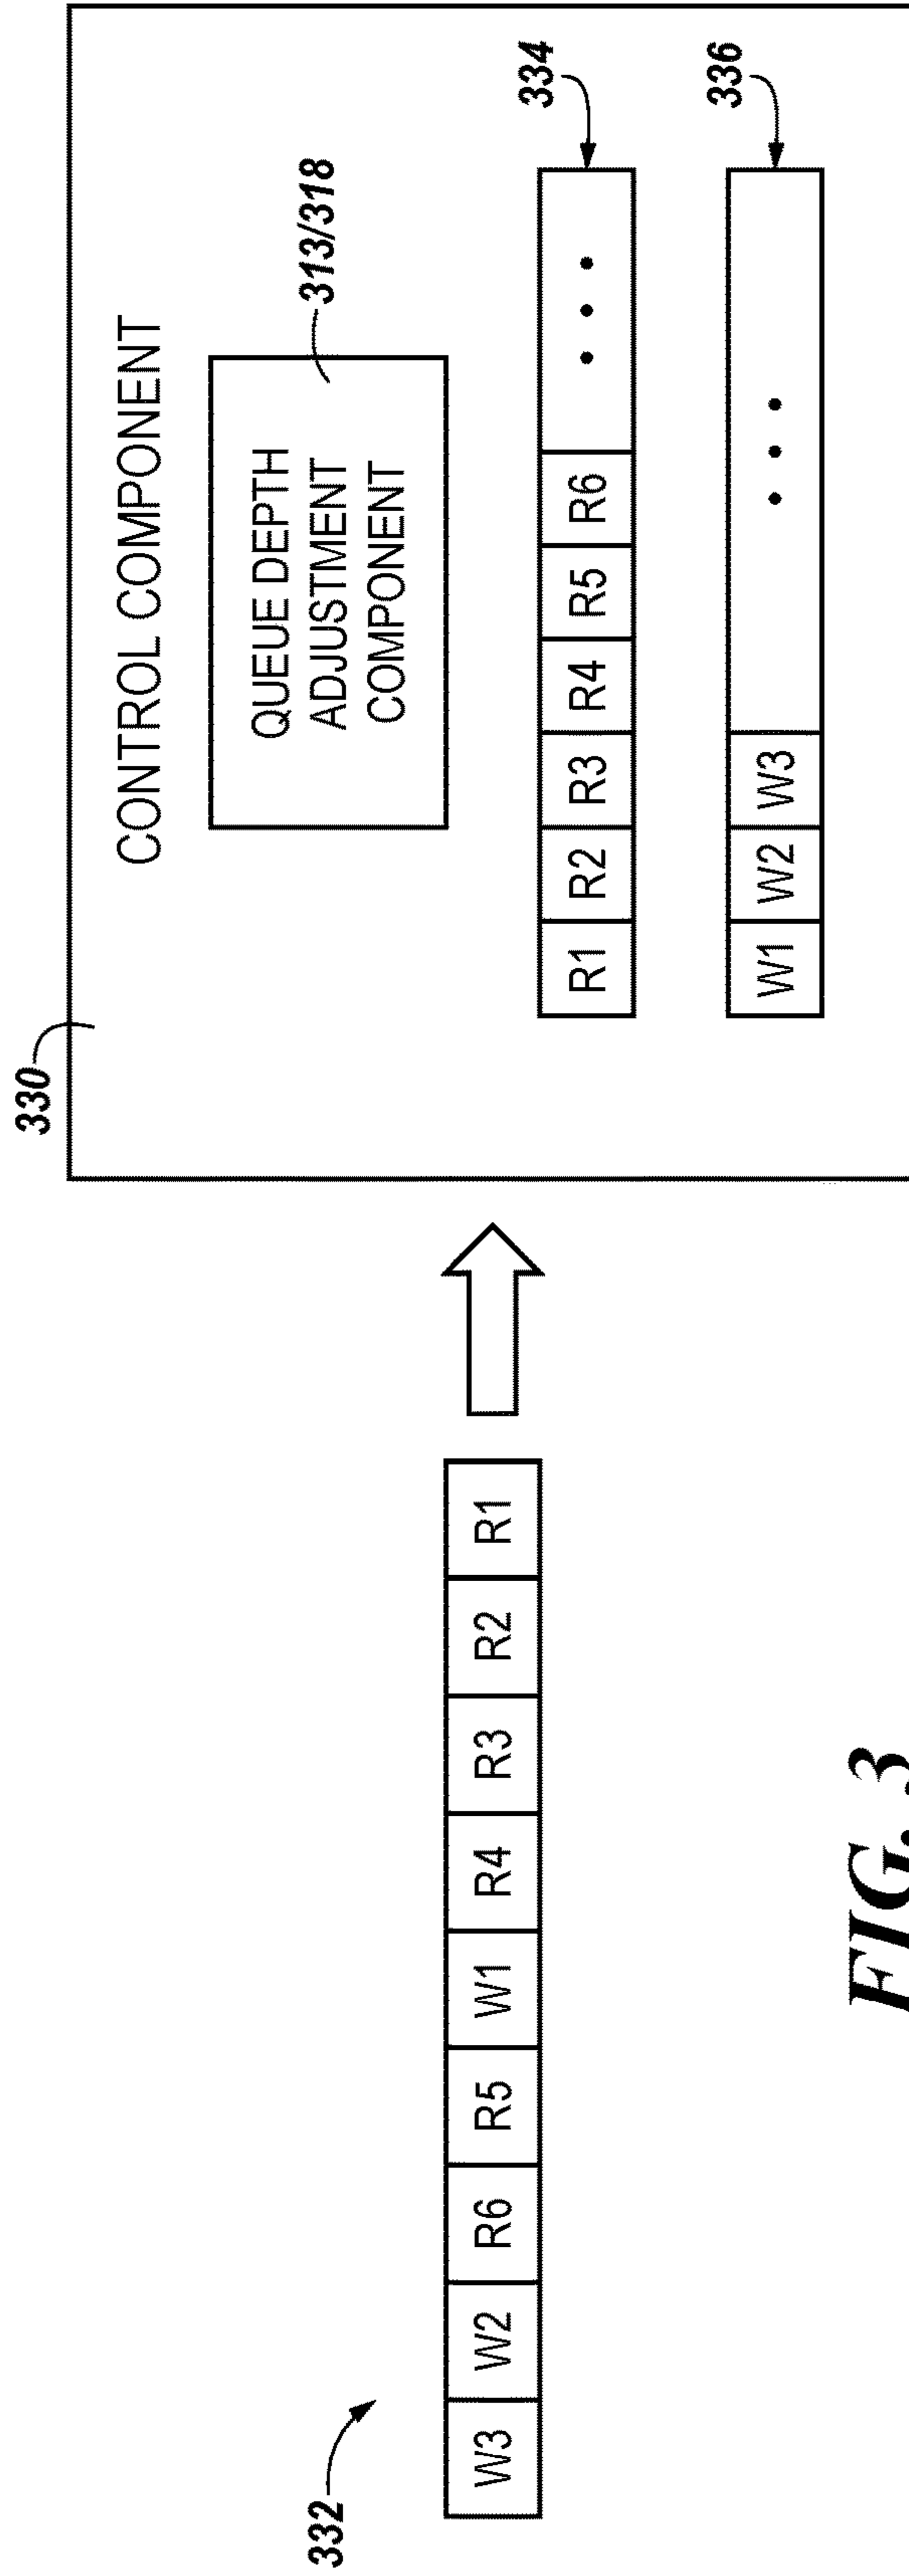 330
CONTROL COMPONENT
QUEUE DEPTH
ADJUSTMENT
COMPONENT
313/318
334
R1 R2 R3 R4 R5 R6
336
W1 W2 W3
332
W3 W2 R6 R5 W1 R4 R3 R2 R1
FIG. 3